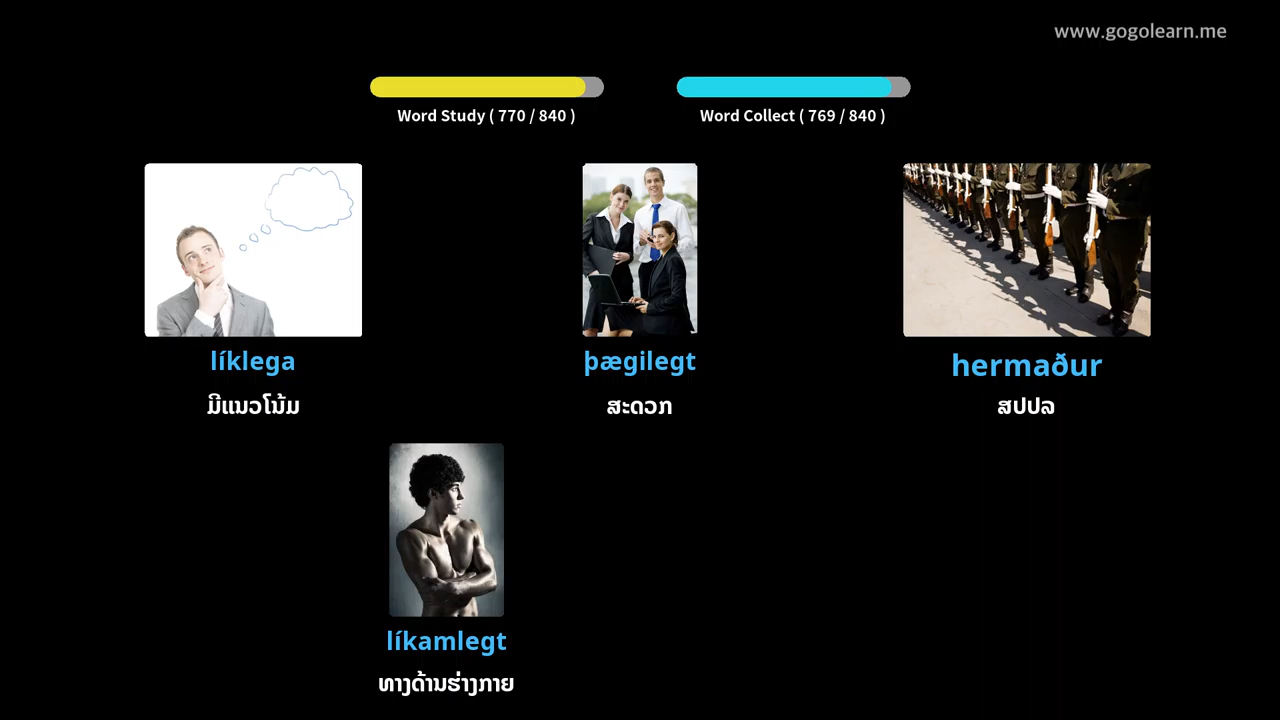 www.gogolearn.me
Word Study ( 770 / 840 )
Word Collect ( 769 / 840 )
líklega
þægilegt
hermaður
ມີແນວໂນ້ມ
ສະດວກ
ສປປລ
líkamlegt
ທາງດ້ານຮ່າງກາຍ